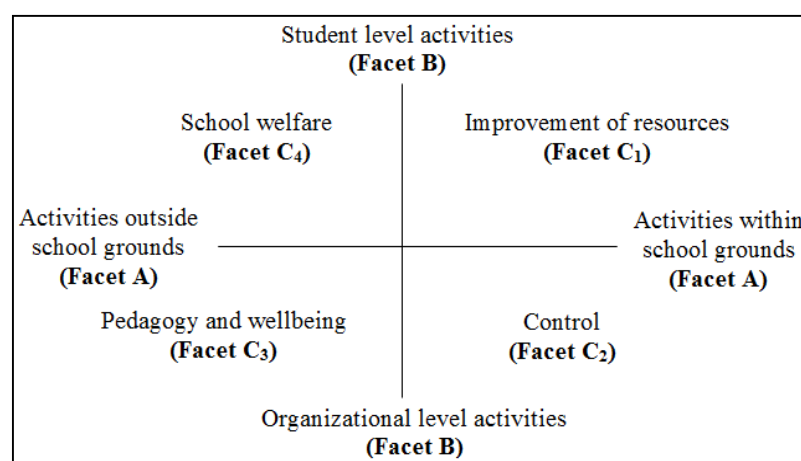 Student level activities
(Facet B)
School welfare
(Facet C₄)
Improvement of resources
(Facet C₁)
Activities outside
school grounds
(Facet A)
Activities within
school grounds
(Facet A)
Pedagogy and wellbeing
(Facet C₃)
Control
(Facet C₂)
Organizational level activities
(Facet B)